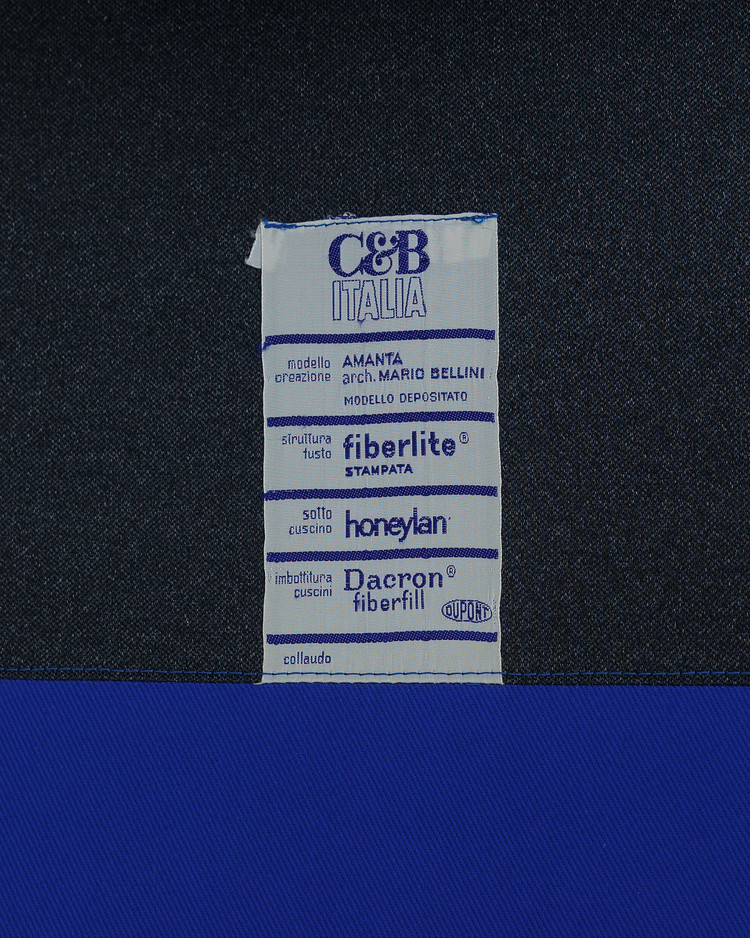 C&B
ITALIA
modello AMANTA
creazione arch. MARIO BELLINI
MODELLO DEPOSITATO
struttura fiberlite®
fusto STAMPATA
sotto cuscino honeylan
imbottitura Dacron®
cuscini fiberfill
DUPONT
collaudo